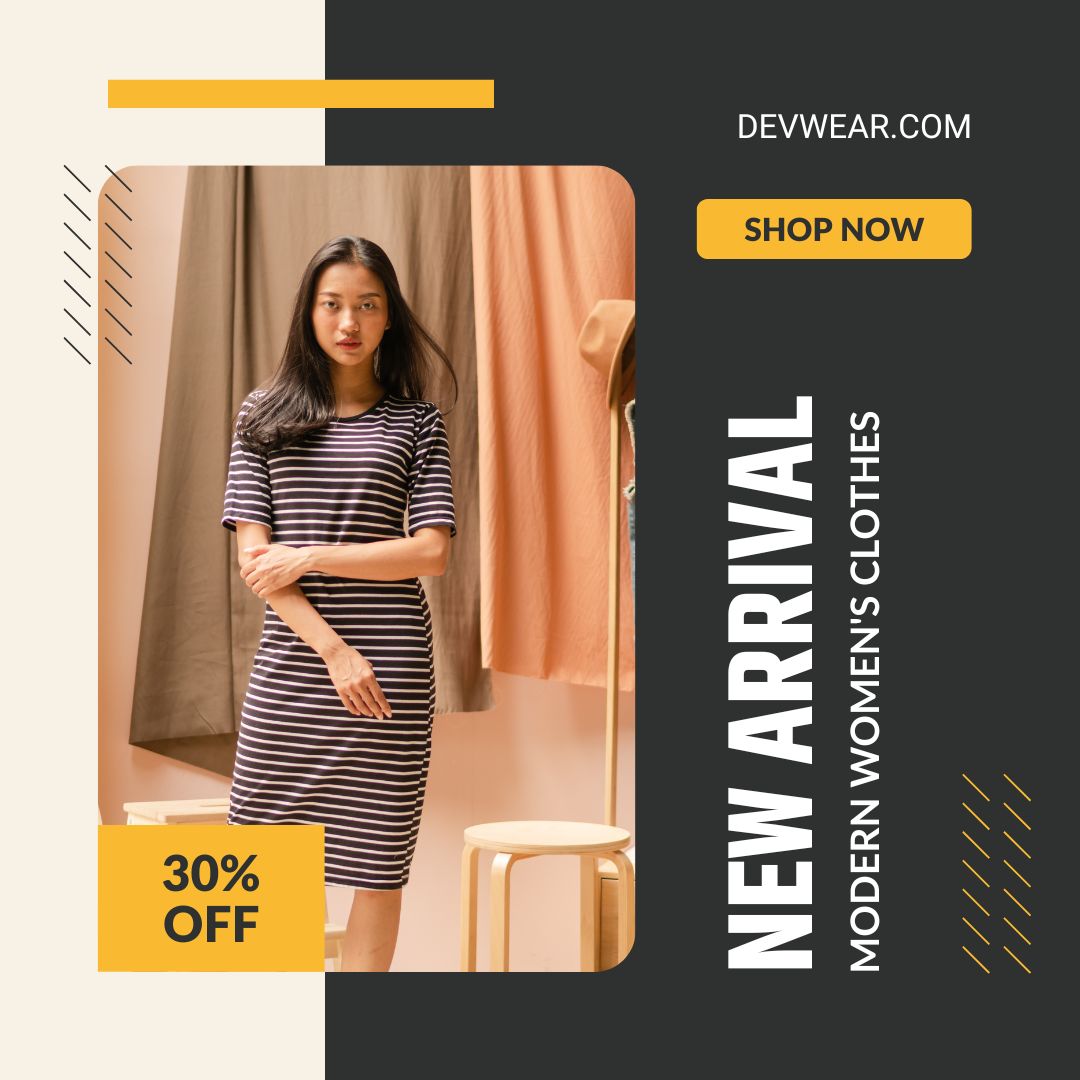 DEVWEAR.COM
SHOP NOW
NEW ARRIVAL
MODERN WOMEN'S CLOTHES
30%
OFF